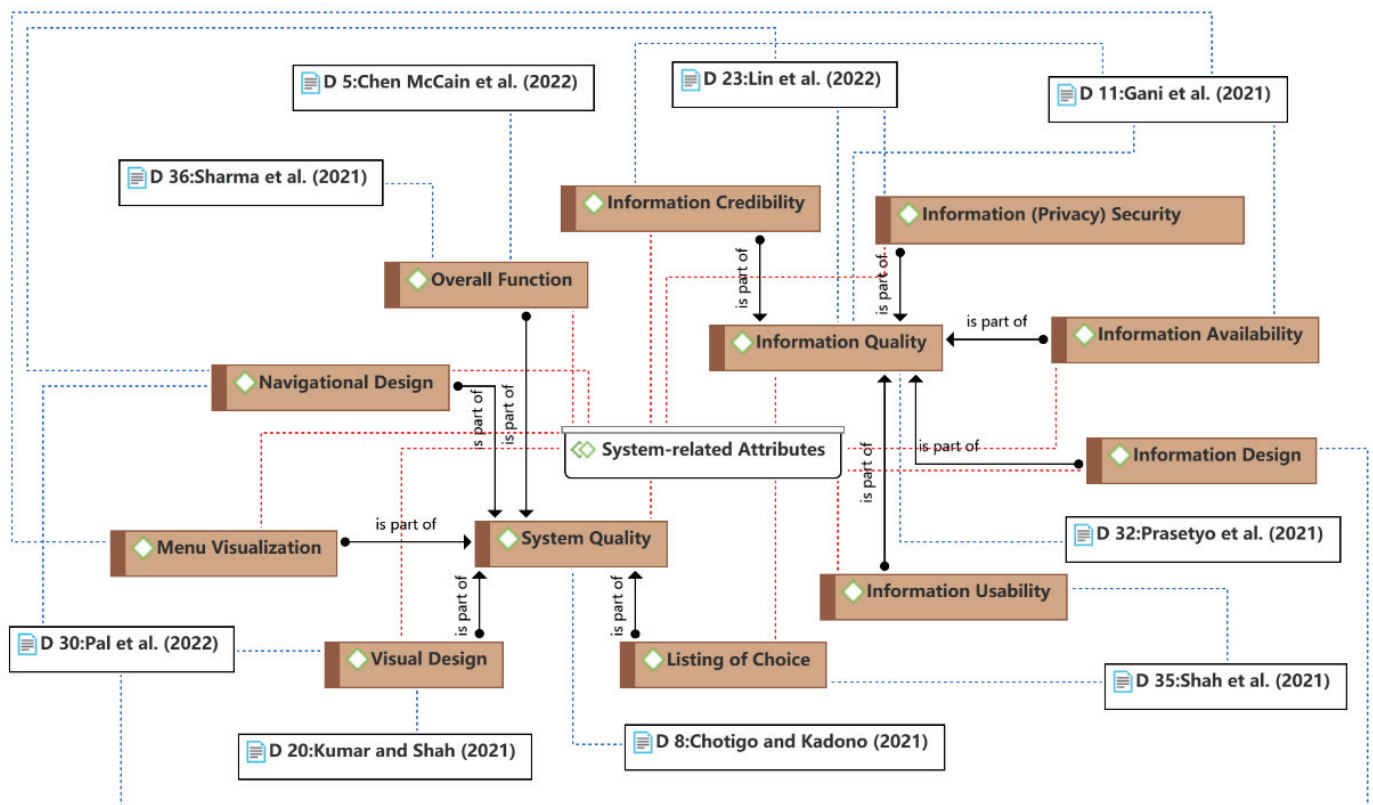 D 5:Chen McCain et al. (2022)
D 23:Lin et al. (2022)
D 11:Gani et al. (2021)
D 36:Sharma et al. (2021)
Information Credibility
Information (Privacy) Security
is part of
is part of
Overall Function
is part of
Information Quality
Information Availability
Navigational Design
is part of
is part of
System-related Attributes
is part of
is part of
Information Design
is part of
Menu Visualization
System Quality
D 32:Prasetyo et al. (2021)
is part of
is part of
Information Usability
D 30:Pal et al. (2022)
Visual Design
Listing of Choice
D 35:Shah et al. (2021)
D 20:Kumar and Shah (2021)
D 8:Chotigo and Kadono (2021)